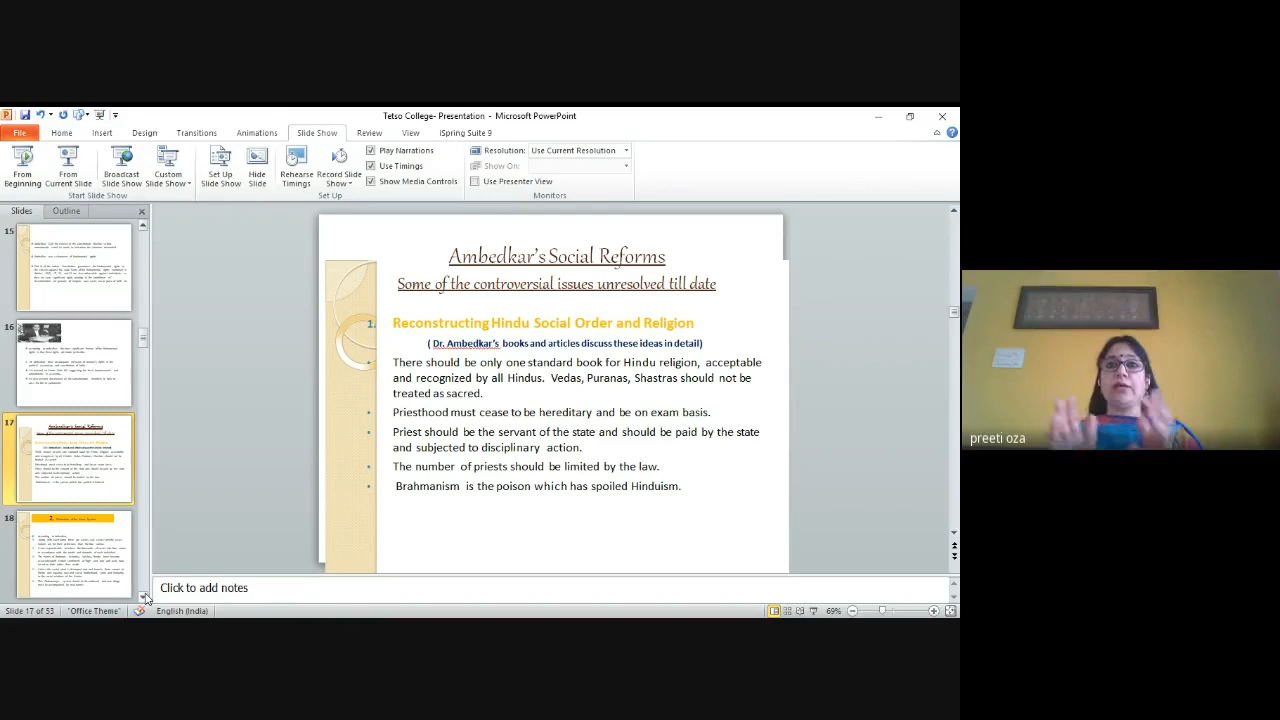 Tetso College- Presentation - Microsoft PowerPoint
File Home Insert Design Transitions Animations Slide Show Review View iSpring Suite 9
Play Narrations Resolution: Use Current Resolution
Use Timings Show On:
Show Media Controls Use Presenter View
From Beginning
From Current Slide
Broadcast Slide Show
Custom Slide Show
Set Up Slide Show
Hide Slide
Rehearse Timings
Record Slide Show
Start Slide Show Set Up Monitors
Slides Outline
15
16
17
18
Ambedkar's Social Reforms
Some of the controversial issues unresolved till date
1. Reconstructing Hindu Social Order and Religion
( Dr. Ambedkar's books and articles discuss these ideas in detail)
• There should be only one standard book for Hindu religion, acceptable
and recognized by all Hindus. Vedas, Puranas, Shastras should not be
treated as sacred.
• Priesthood must cease to be hereditary and be on exam basis.
• Priest should be the servant of the state and should be paid by the state
and subjected to disciplinary action.
• The number of priests should be limited by the law.
• Brahmanism is the poison which has spoiled Hinduism.
preeti oza
Click to add notes
Slide 17 of 53 "Office Theme" English (India) 69%